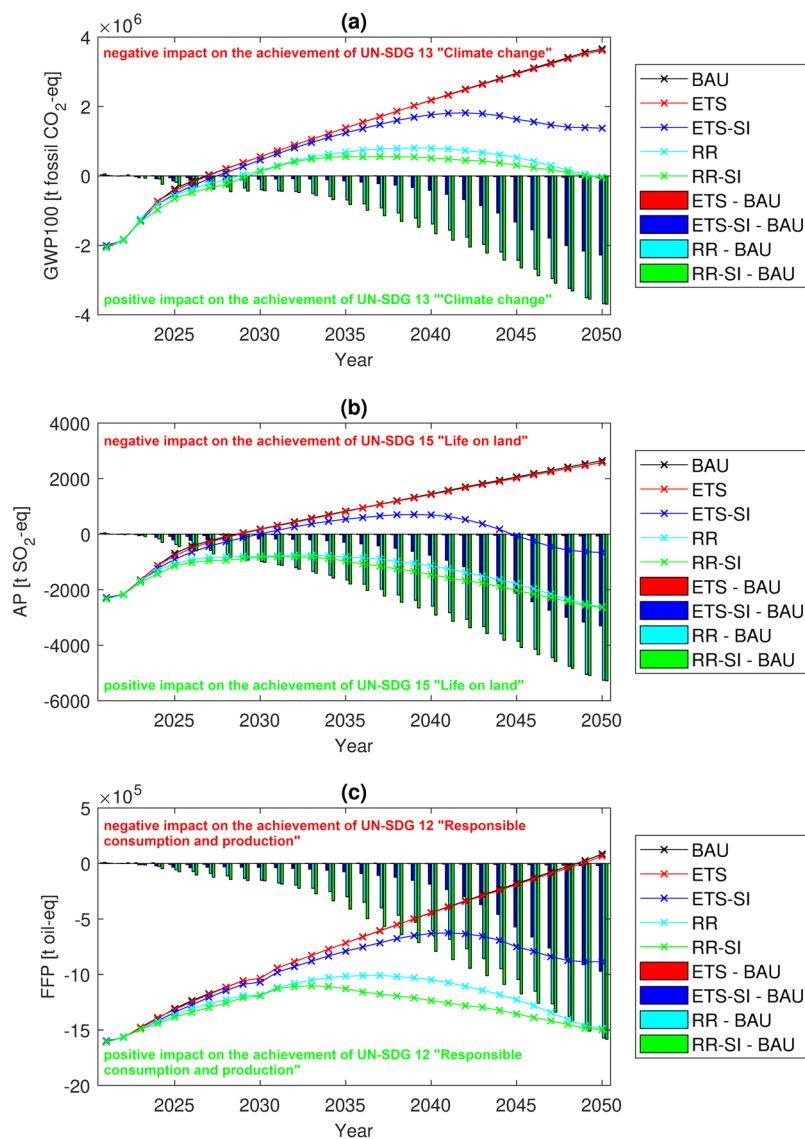 (a)
×10⁶
negative impact on the achievement of UN-SDG 13 "Climate change"
4
2
0
-2
-4
GWP100 [t fossil CO₂-eq]
positive impact on the achievement of UN-SDG 13 '"Climate change"
2025 2030 2035 2040 2045 2050
Year
BAU
ETS
ETS-SI
RR
RR-SI
ETS - BAU
ETS-SI - BAU
RR - BAU
RR-SI - BAU
(b)
negative impact on the achievement of UN-SDG 15 "Life on land"
4000
2000
0
-2000
-4000
-6000
AP [t SO₂-eq]
positive impact on the achievement of UN-SDG 15 "Life on land"
2025 2030 2035 2040 2045 2050
Year
BAU
ETS
ETS-SI
RR
RR-SI
ETS - BAU
ETS-SI - BAU
RR - BAU
RR-SI - BAU
(c)
×10⁵
negative impact on the achievement of UN-SDG 12 "Responsible
consumption and production"
5
0
-5
-10
-15
-20
FFP [t oil-eq]
positive impact on the achievement of UN-SDG 12 "Responsible
consumption and production"
2025 2030 2035 2040 2045 2050
Year
BAU
ETS
ETS-SI
RR
RR-SI
ETS - BAU
ETS-SI - BAU
RR - BAU
RR-SI - BAU